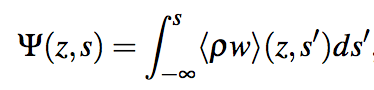 Ψ(z,s) = ∫_{-∞}^{s} ⟨ρw⟩(z,s′)ds′.